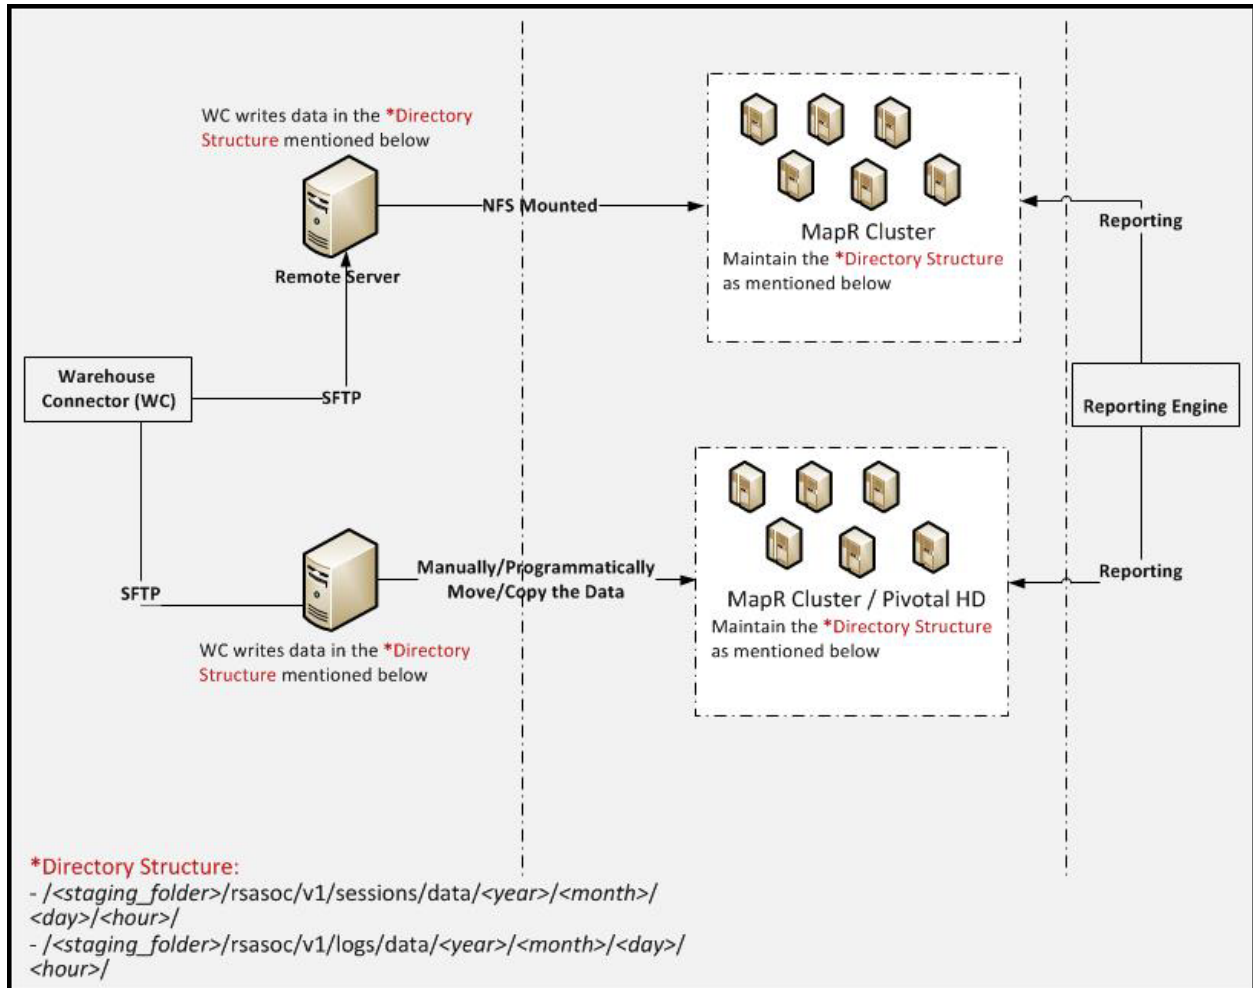 WC writes data in the *Directory
Structure mentioned below
NFS Mounted
Remote Server
MapR Cluster
Maintain the *Directory Structure
as mentioned below
Reporting
Warehouse
Connector (WC)
SFTP
Reporting Engine
SFTP
Manually/Programmatically
Move/Copy the Data
WC writes data in the *Directory
Structure mentioned below
MapR Cluster / Pivotal HD
Maintain the *Directory Structure
as mentioned below
Reporting
*Directory Structure:
- /<staging_folder>/rsasoc/v1/sessions/data/<year>/<month>/
<day>/<hour>/
- /<staging_folder>/rsasoc/v1/logs/data/<year>/<month>/<day>/
<hour>/